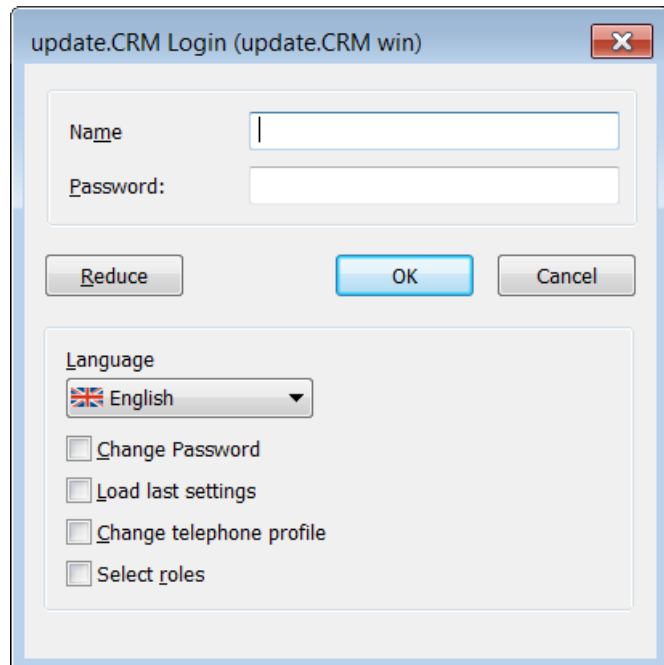 update.CRM Login (update.CRM win)
Name
Password:
Reduce OK Cancel
Language
English
Change Password
Load last settings
Change telephone profile
Select roles